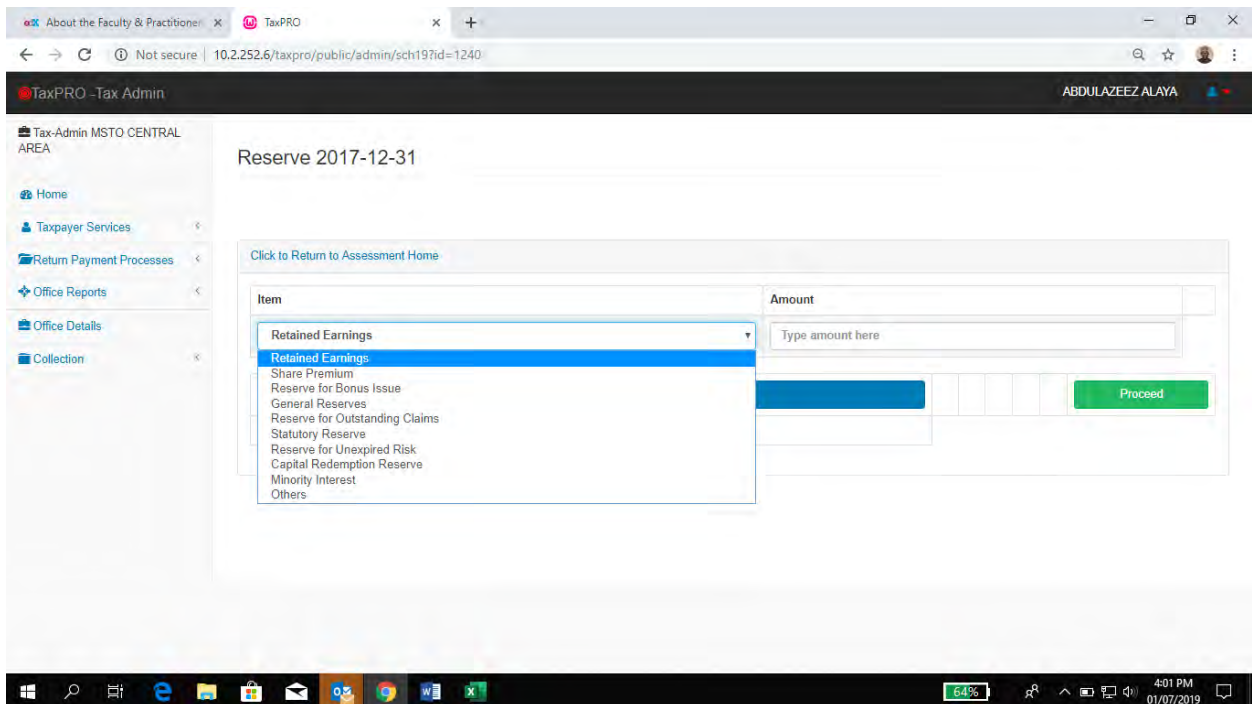 About the Faculty & Practitioner
TaxPRO
Not secure | 10.2.252.6/taxpro/public/admin/sch19?id=1240
TaxPRO -Tax Admin
ABDULAZEEZ ALAYA
Tax-Admin MSTO CENTRAL
AREA
Home
Taxpayer Services
Return Payment Processes
Office Reports
Office Details
Collection
Reserve 2017-12-31
Click to Return to Assessment Home
Item
Amount
Retained Earnings
Type amount here
Retained Earnings
Share Premium
Reserve for Bonus Issue
General Reserves
Reserve for Outstanding Claims
Statutory Reserve
Reserve for Unexpired Risk
Capital Redemption Reserve
Minority Interest
Others
Proceed
64%
4:01 PM
01/07/2019